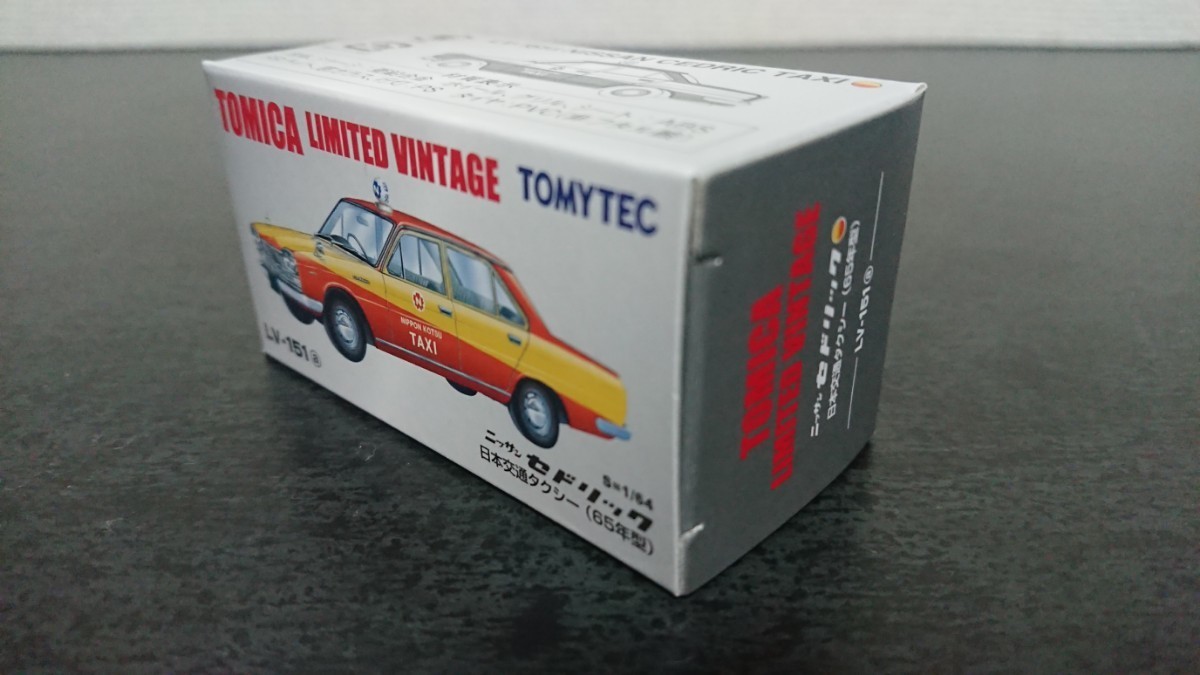 NISSAN CEDRIC TAXI
TOMICA LIMITED VINTAGE
TOMYTEC
NIPPON KOTSU
TAXI
LV-151 a
S=1/64
ニッサン セドリック
日本交通タクシー (65年型)
TOMICA
LIMITED VINTAGE
ニッサン セドリック
日本交通タクシー (65年型)
LV-151 a